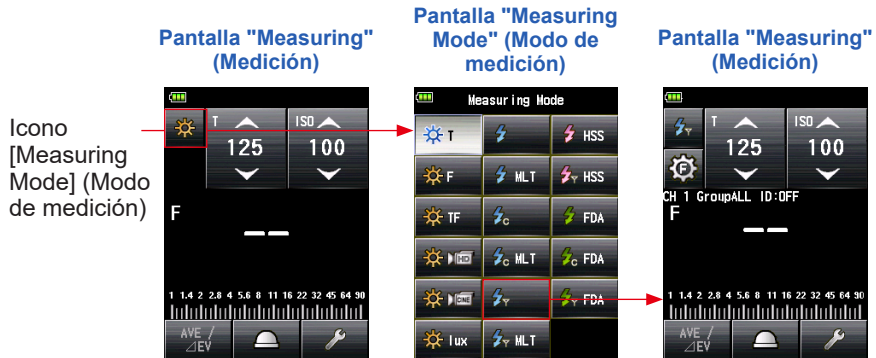 Pantalla "Measuring"
(Medición)
Pantalla "Measuring
Mode" (Modo de
medición)
Pantalla "Measuring"
(Medición)
Icono
[Measuring
Mode] (Modo
de medición)
T
125
ISO
100
F
1 1.4 2 2.8 4 5.6 8 11 16 22 32 45 64 90
AVE /
⊿EV
Measuring Mode
T
HSS
F
MLT
HSS
TF
C
FDA
HD
C MLT
C FDA
CINE
FDA
lux
MLT
T
125
ISO
100
F
CH 1 GroupALL ID:OFF
F
1 1.4 2 2.8 4 5.6 8 11 16 22 32 45 64 90
AVE /
⊿EV